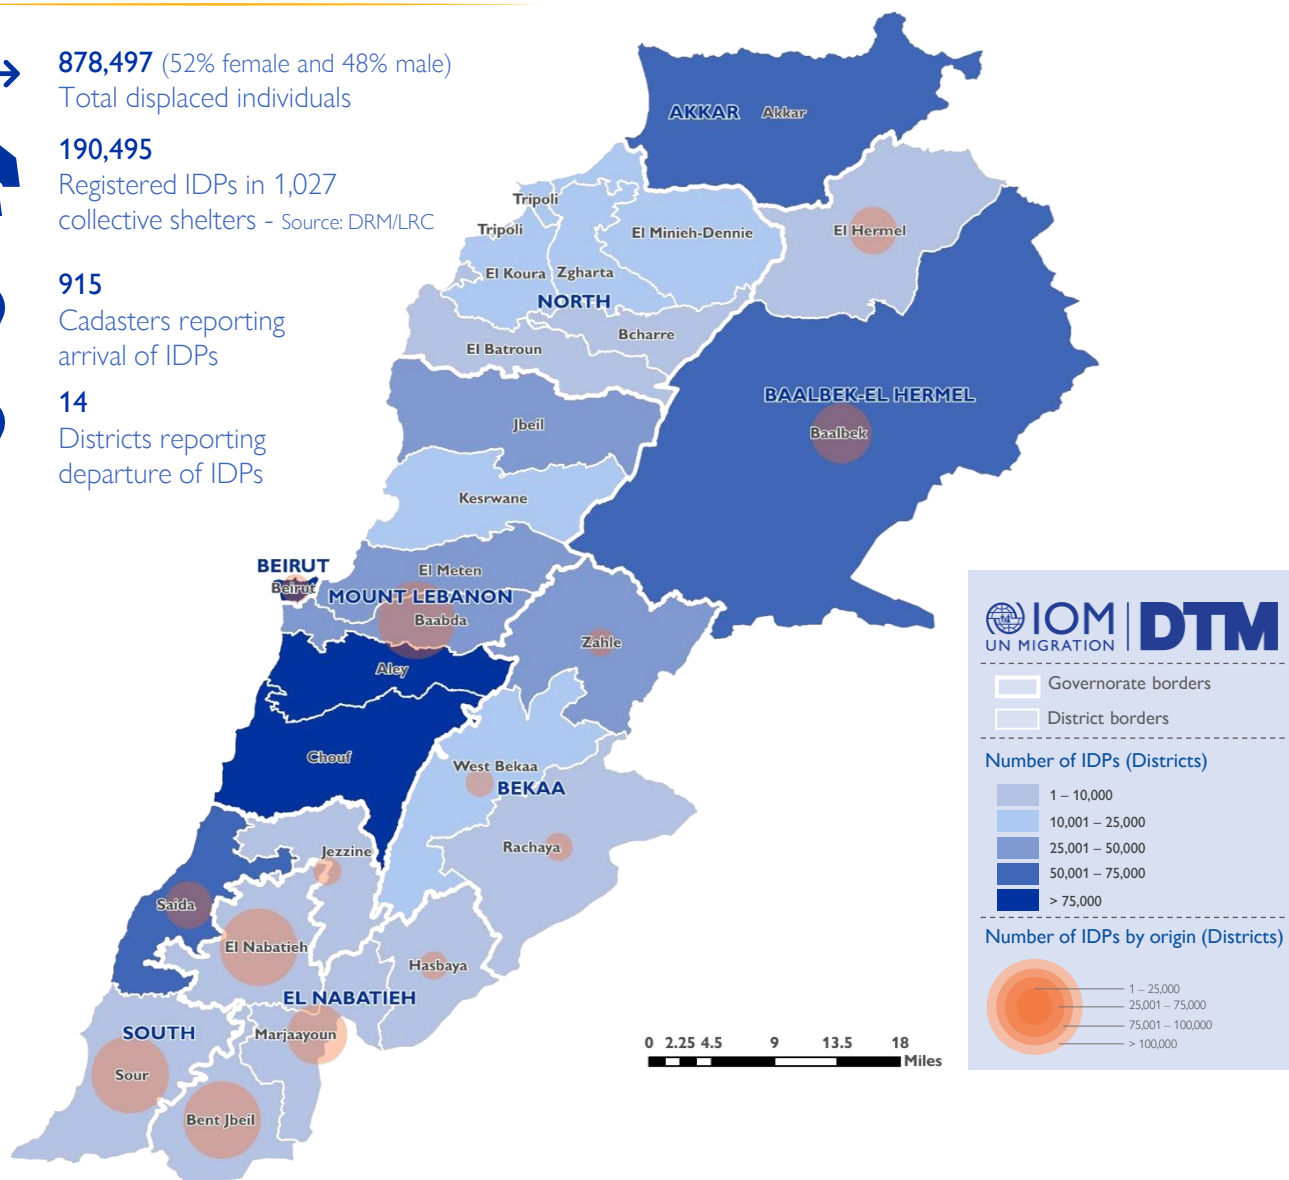 878,497 (52% female and 48% male)
Total displaced individuals
190,495
Registered IDPs in 1,027
collective shelters - Source: DRM/LRC
915
Cadasters reporting
arrival of IDPs
14
Districts reporting
departure of IDPs
AKKAR Akkar
Tripoli
Tripoli
El Minieh-Dennie
El Hermel
El Koura
Zgharta
NORTH
Bcharre
El Batroun
BAALBEK-EL HERMEL
Baalbek
Jbeil
Kesrwane
BEIRUT
Beirut
El Meten
MOUNT LEBANON
Baabda
Zahle
Aley
Chouf
West Bekaa
BEKAA
Rachaya
Jezzine
Saida
El Nabatieh
Hasbaya
EL NABATIEH
SOUTH
Marjaayoun
Sour
Bent Jbeil
0 2.25 4.5 9 13.5 18
Miles
IOM
UN MIGRATION
DTM
Governorate borders
District borders
Number of IDPs (Districts)
1 – 10,000
10,001 – 25,000
25,001 – 50,000
50,001 – 75,000
> 75,000
Number of IDPs by origin (Districts)
1 – 25,000
25,001 – 75,000
75,001 – 100,000
> 100,000